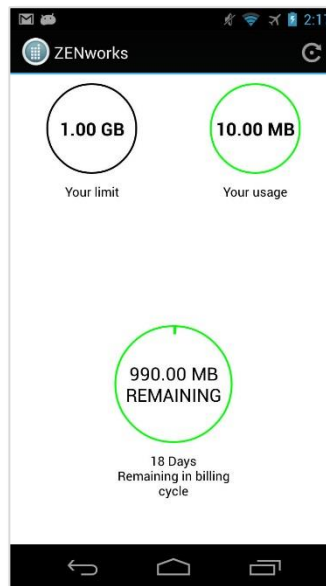 2:17
ZENworks
1.00 GB
10.00 MB
Your limit
Your usage
990.00 MB
REMAINING
18 Days
Remaining in billing
cycle